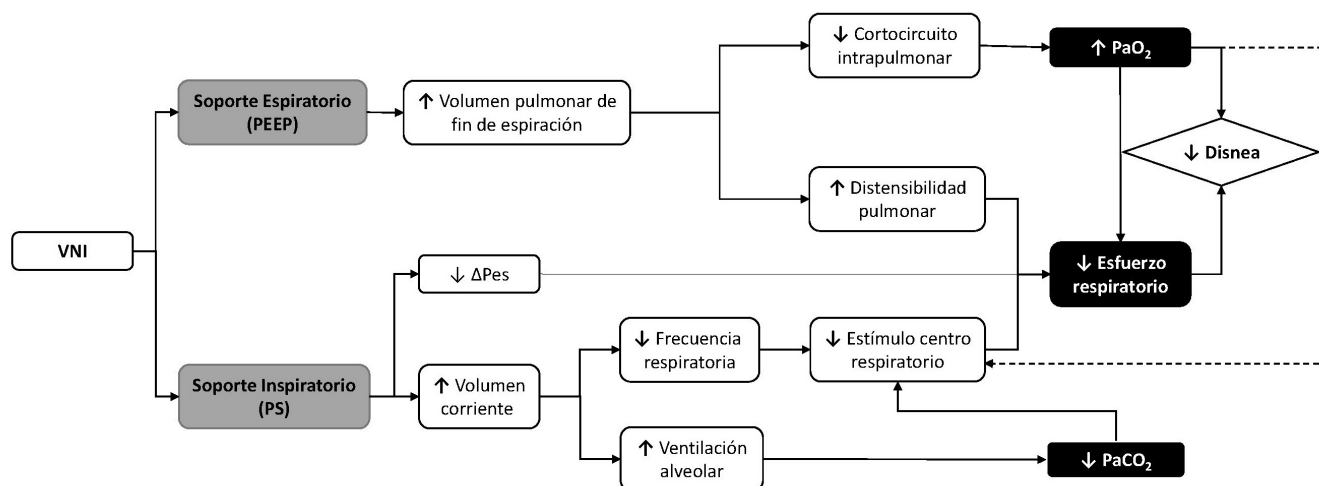 VNI
Soporte Espiratorio
(PEEP)
↑ Volumen pulmonar de
fin de espiración
↓ Cortocircuito
intrapulmonar
↑ PaO₂
↓ Disnea
↑ Distensibilidad
pulmonar
↓ ΔPes
↓ Esfuerzo
respiratorio
Soporte Inspiratorio
(PS)
↑ Volumen
corriente
↓ Frecuencia
respiratoria
↓ Estímulo centro
respiratorio
↑ Ventilación
alveolar
↓ PaCO₂